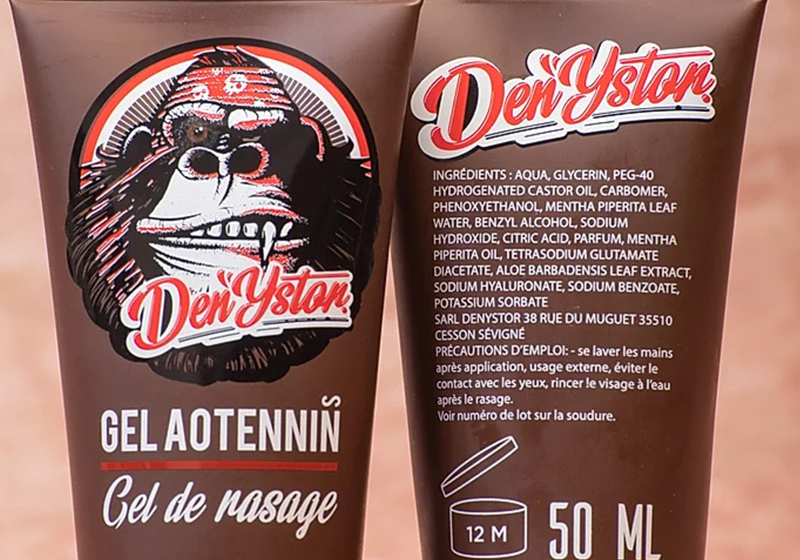 Den'Ystor
GEL AOTENNIÑ
Gel de rasage
Den'Ystor
INGRÉDIENTS : AQUA, GLYCERIN, PEG-40
HYDROGENATED CASTOR OIL, CARBOMER,
PHENOXYETHANOL, MENTHA PIPERITA LEAF
WATER, BENZYL ALCOHOL, SODIUM
HYDROXIDE, CITRIC ACID, PARFUM, MENTHA
PIPERITA OIL, TETRASODIUM GLUTAMATE
DIACETATE, ALOE BARBADENSIS LEAF EXTRACT,
SODIUM HYALURONATE, SODIUM BENZOATE,
POTASSIUM SORBATE
SARL DENYSTOR 38 RUE DU MUGUET 35510
CESSON SÉVIGNÉ
PRÉCAUTIONS D'EMPLOI: - se laver les mains
après application, usage externe, éviter le
contact avec les yeux, rincer le visage à l'eau
après le rasage.
Voir numéro de lot sur la soudure.
12 M
50 ML